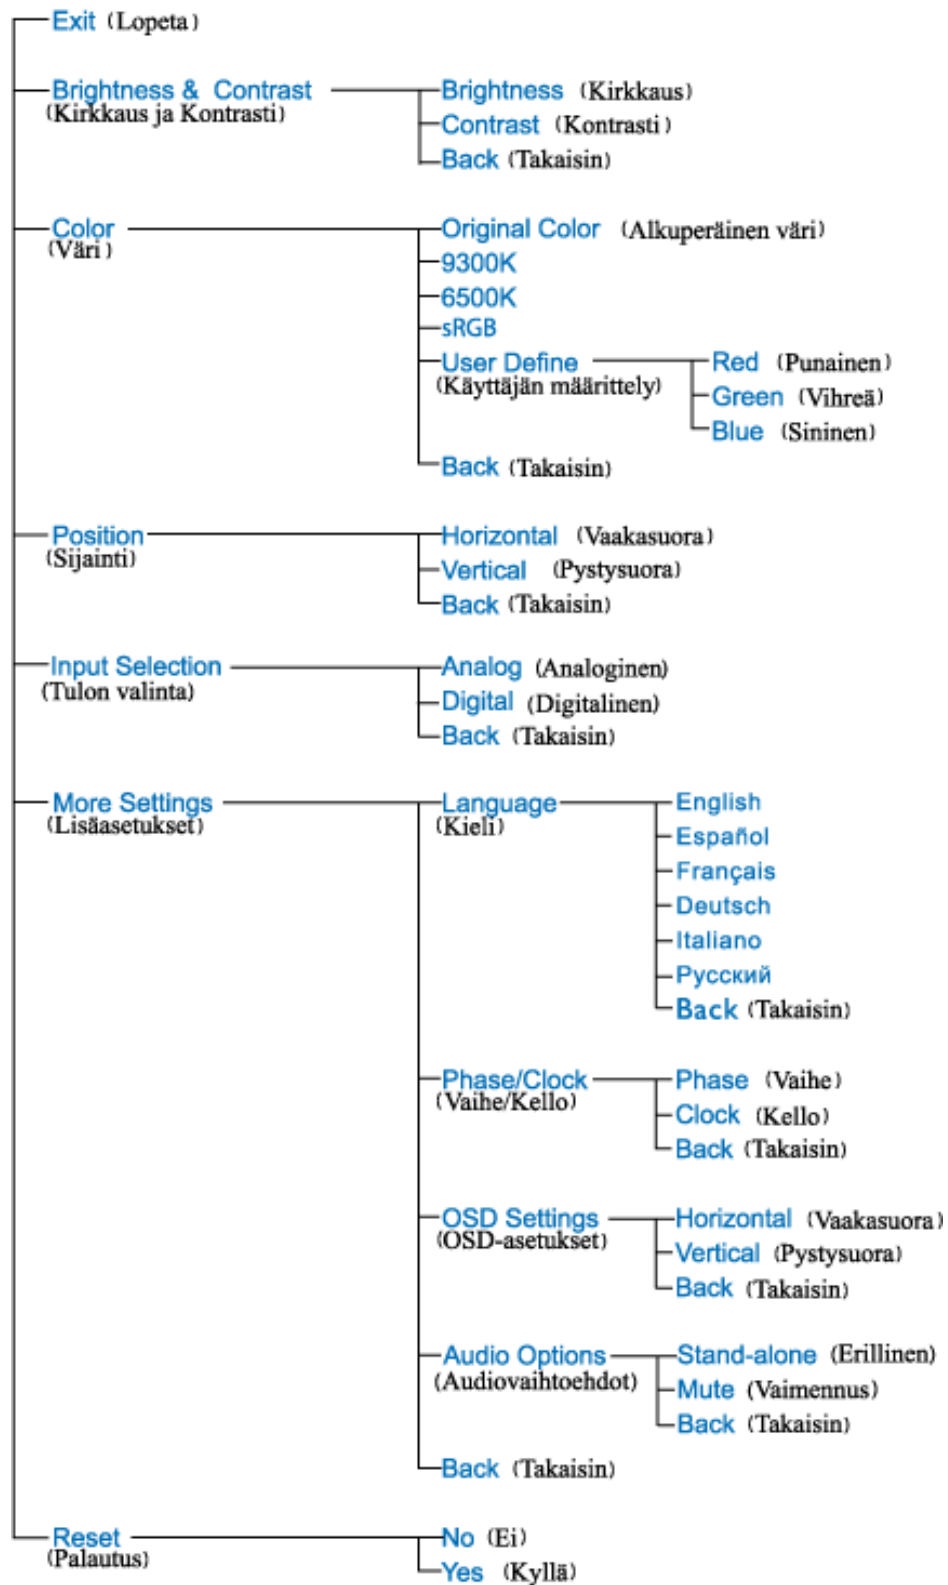 Exit (Lopeta)
Brightness & Contrast
(Kirkkaus ja Kontrasti)
Brightness (Kirkkaus)
Contrast (Kontrasti)
Back (Takaisin)
Color
(Väri)
Original Color (Alkuperäinen väri)
9300K
6500K
sRGB
User Define
(Käyttäjän määrittely)
Red (Punainen)
Green (Vihreä)
Blue (Sininen)
Back (Takaisin)
Position
(Sijainti)
Horizontal (Vaakasuora)
Vertical (Pystysuora)
Back (Takaisin)
Input Selection
(Tulon valinta)
Analog (Analoginen)
Digital (Digitalinen)
Back (Takaisin)
More Settings
(Lisäasetukset)
Language
(Kieli)
English
Español
Français
Deutsch
Italiano
Русский
Back (Takaisin)
Phase/Clock
(Vaihe/Kello)
Phase (Vaihe)
Clock (Kello)
Back (Takaisin)
OSD Settings
(OSD-asetukset)
Horizontal (Vaakasuora)
Vertical (Pystysuora)
Back (Takaisin)
Audio Options
(Audiovaihtoehdot)
Stand-alone (Erillinen)
Mute (Vaimennus)
Back (Takaisin)
Back (Takaisin)
Reset
(Palautus)
No (Ei)
Yes (Kyllä)